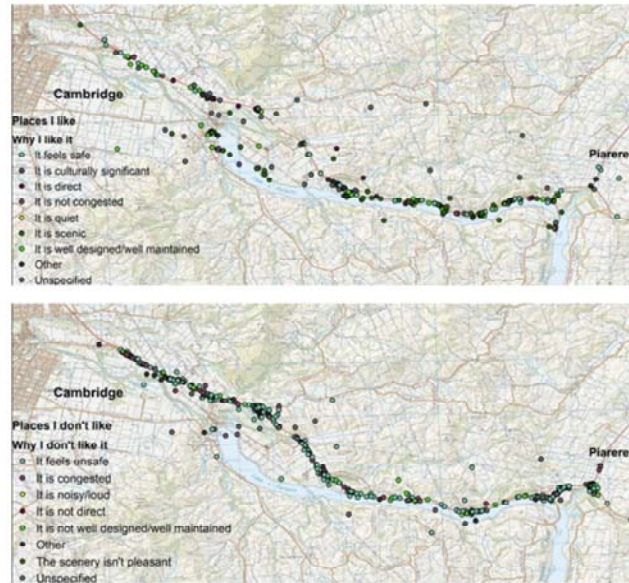 Cambridge
Places I like
Why I like it
It feels safe
It is culturally significant
It is direct
It is not congested
It is quiet
It is scenic
It is well designed/well maintained
Other
Unspecified
Piarere
Cambridge
Places I don't like
Why I don't like it
It feels unsafe
It is congested
It is noisy/loud
It is not direct
It is not well designed/well maintained
Other
The scenery isn't pleasant
Unspecified
Piarere